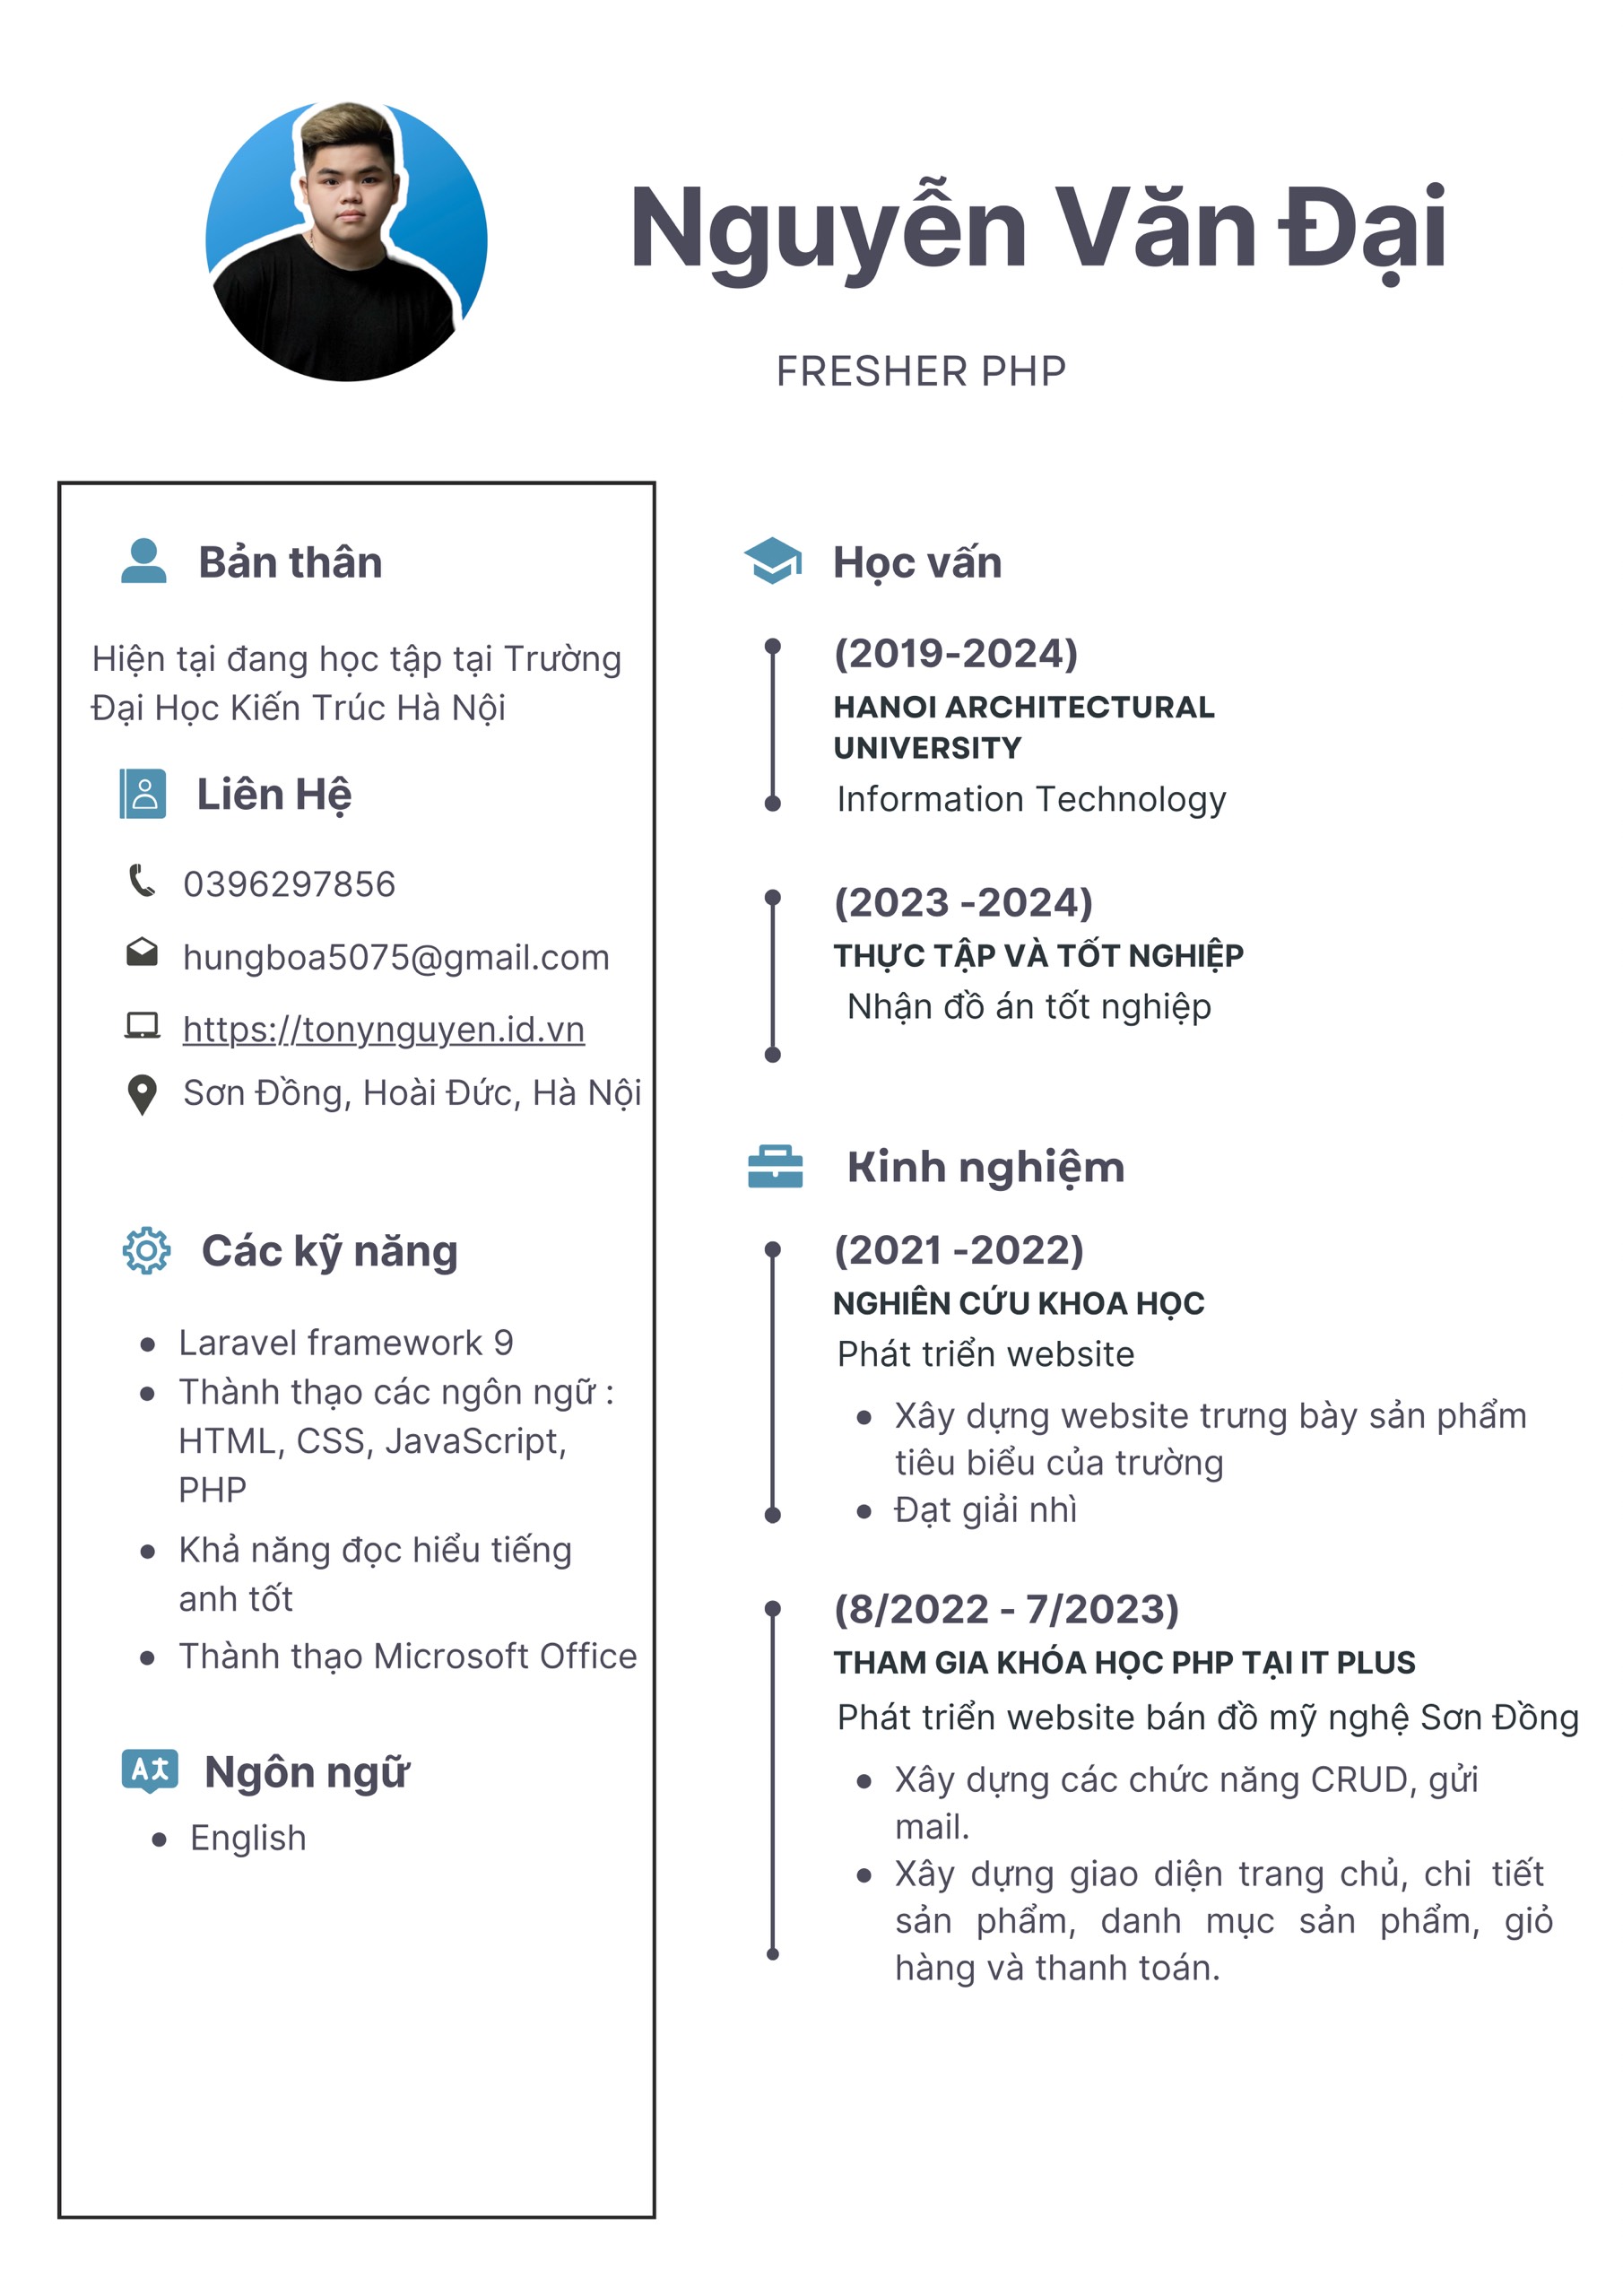 Nguyễn Văn Đại
FRESHER PHP
Bản thân
Hiện tại đang học tập tại Trường
Đại Học Kiến Trúc Hà Nội
Liên Hệ
0396297856
hungboa5075@gmail.com
https://tonynguyen.id.vn
Sơn Đồng, Hoài Đức, Hà Nội
Các kỹ năng
Laravel framework 9
Thành thạo các ngôn ngữ :
HTML, CSS, JavaScript,
PHP
Khả năng đọc hiểu tiếng
anh tốt
Thành thạo Microsoft Office
Ngôn ngữ
English
Học vấn
(2019-2024)
HANOI ARCHITECTURAL
UNIVERSITY
Information Technology
(2023 -2024)
THỰC TẬP VÀ TỐT NGHIỆP
Nhận đồ án tốt nghiệp
Kinh nghiệm
(2021 -2022)
NGHIÊN CỨU KHOA HỌC
Phát triển website
Xây dựng website trưng bày sản phẩm
tiêu biểu của trường
Đạt giải nhì
(8/2022 - 7/2023)
THAM GIA KHÓA HỌC PHP TẠI IT PLUS
Phát triển website bán đồ mỹ nghệ Sơn Đồng
Xây dựng các chức năng CRUD, gửi
mail.
Xây dựng giao diện trang chủ, chi tiết
sản phẩm, danh mục sản phẩm, giỏ
hàng và thanh toán.